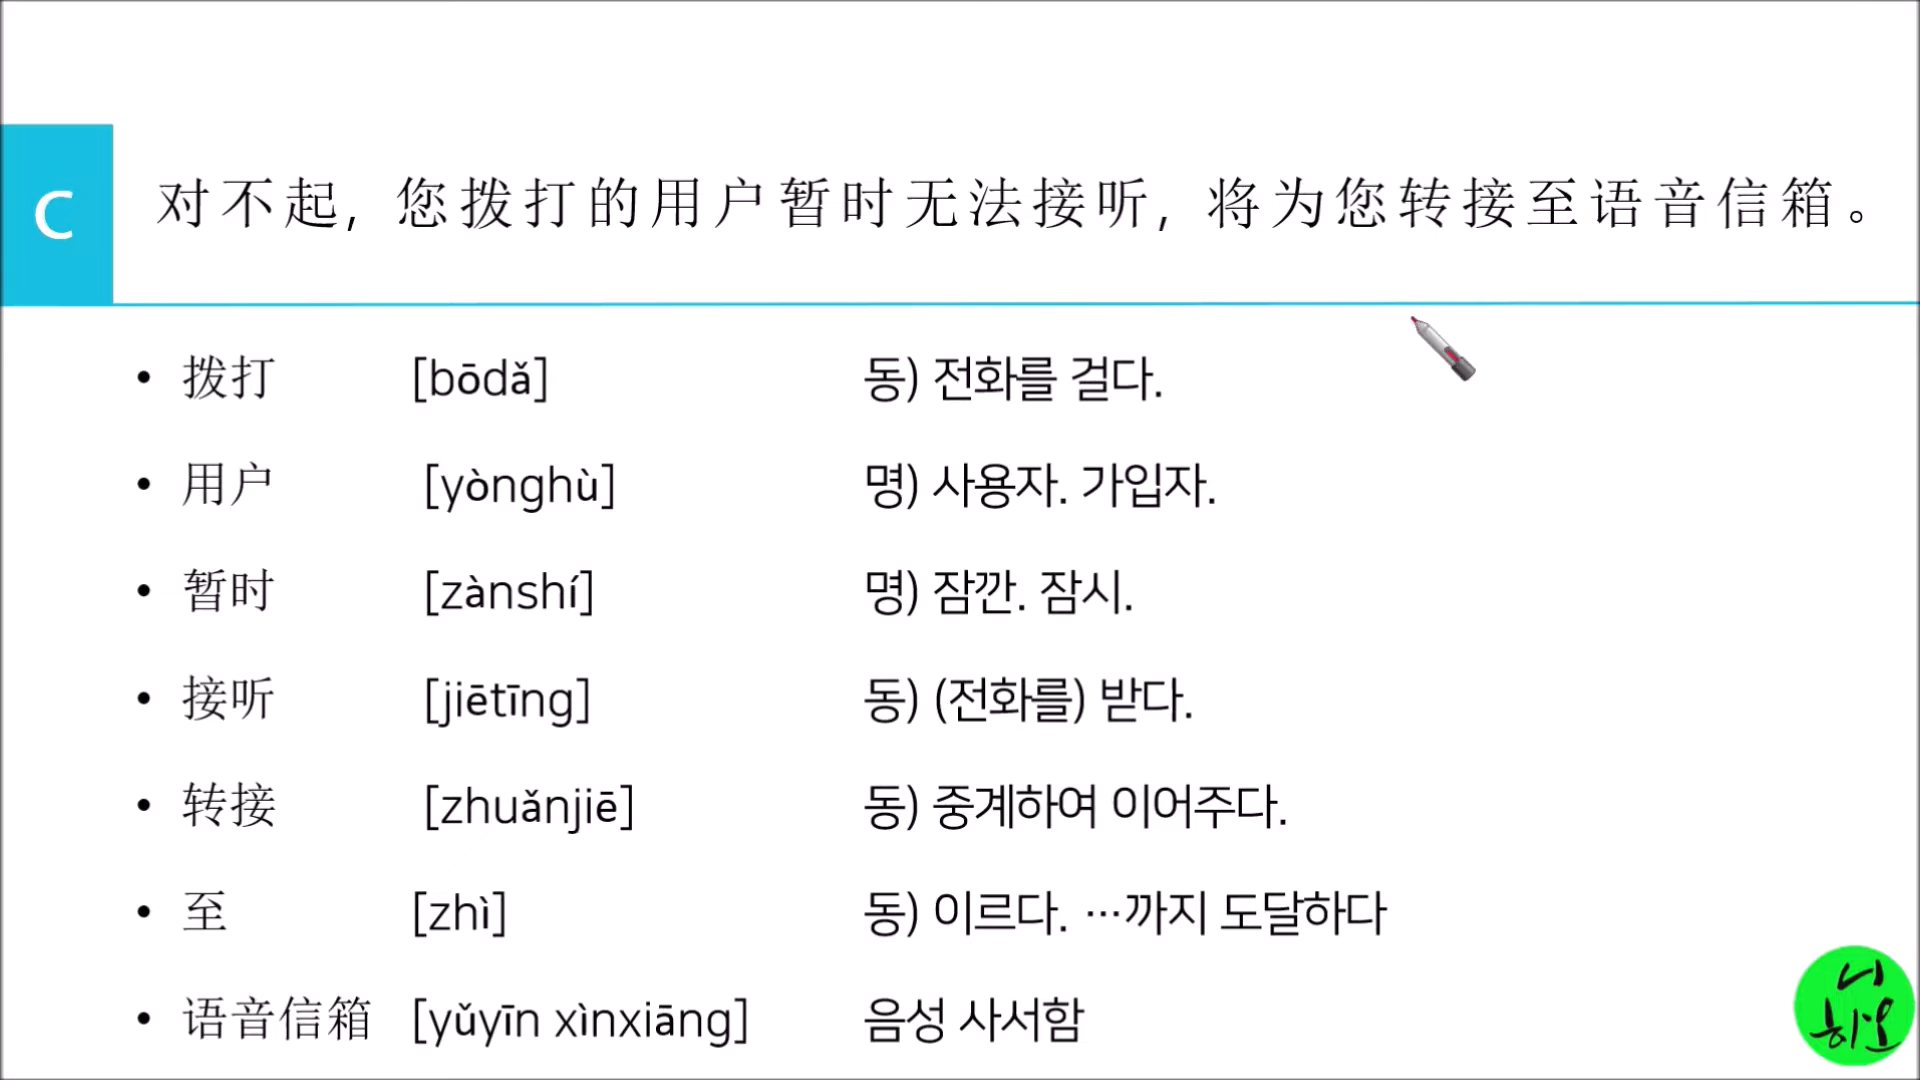 C
对不起，您拨打的用户暂时无法接听，将为您转接至语音信箱。
• 拨打 [bōdǎ] 동) 전화를 걸다.
• 用户 [yònghù] 명) 사용자. 가입자.
• 暂时 [zànshí] 명) 잠깐. 잠시.
• 接听 [jiētīng] 동) (전화를) 받다.
• 转接 [zhuǎnjiē] 동) 중계하여 이어주다.
• 至 [zhì] 동) 이르다. …까지 도달하다
• 语音信箱 [yǔyīn xìnxiāng] 음성 사서함
니
하오